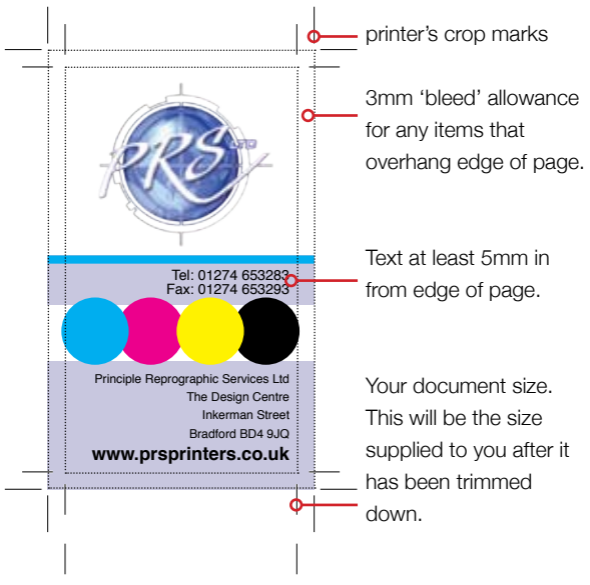 printer's crop marks
3mm ‘bleed’ allowance
for any items that
overhang edge of page.
PRS LTD
Tel: 01274 653283
Fax: 01274 653293
Text at least 5mm in
from edge of page.
Principle Reprographic Services Ltd
The Design Centre
Inkerman Street
Bradford BD4 9JQ
www.prsprinters.co.uk
Your document size.
This will be the size
supplied to you after it
has been trimmed
down.